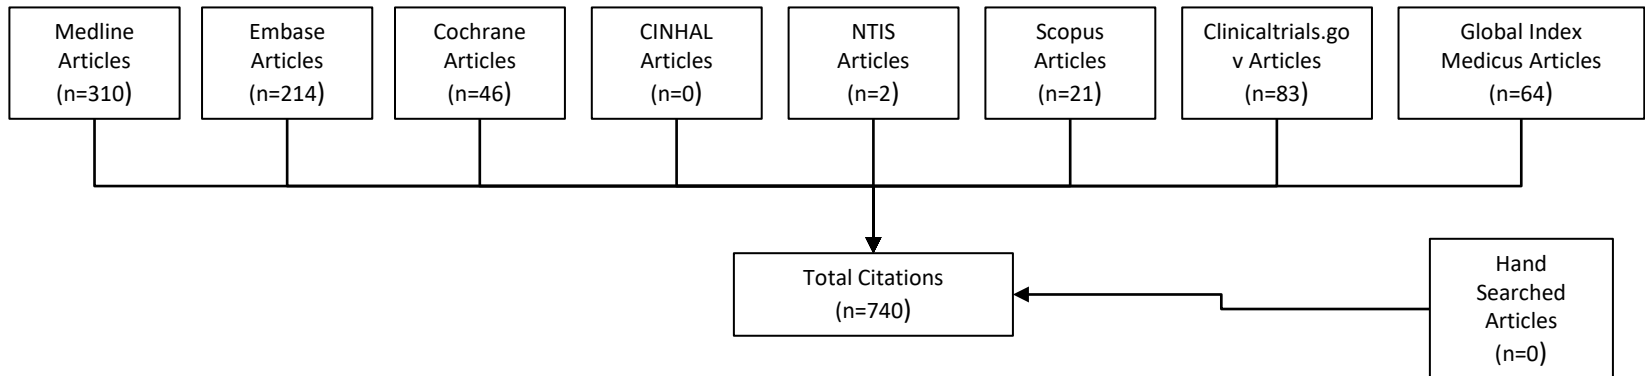 Medline
Articles
(n=310)
Embase
Articles
(n=214)
Cochrane
Articles
(n=46)
CINHAL
Articles
(n=0)
NTIS
Articles
(n=2)
Scopus
Articles
(n=21)
Clinicaltrials.go
v Articles
(n=83)
Global Index
Medicus Articles
(n=64)
Total Citations
(n=740)
Hand
Searched
Articles
(n=0)